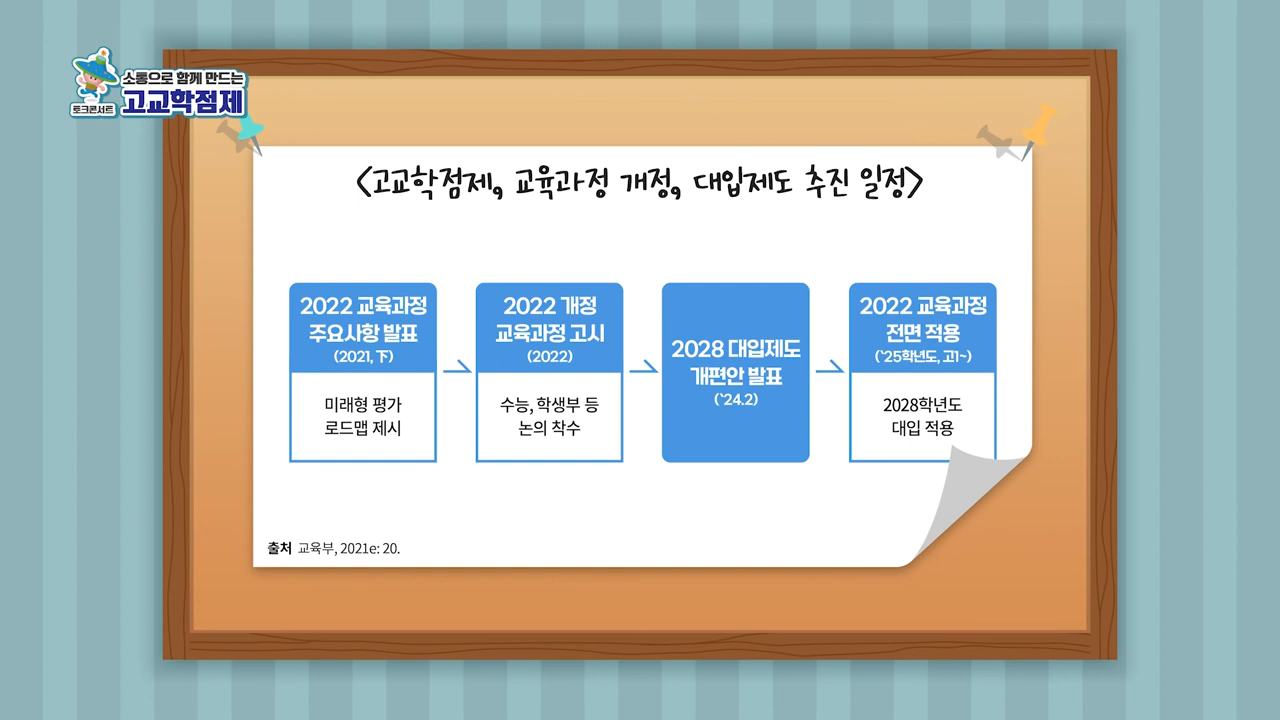 소통으로 함께 만드는
토크콘서트 고교학점제
<고교학점제, 교육과정 개정, 대입제도 추진 일정>
2022 교육과정
주요사항 발표
(2021, 下)
미래형 평가
로드맵 제시
2022 개정
교육과정 고시
(2022)
수능, 학생부 등
논의 착수
2028 대입제도
개편안 발표
(`24.2)
2022 교육과정
전면 적용
(`25학년도, 고1~)
2028학년도
대입 적용
출처 교육부, 2021e: 20.